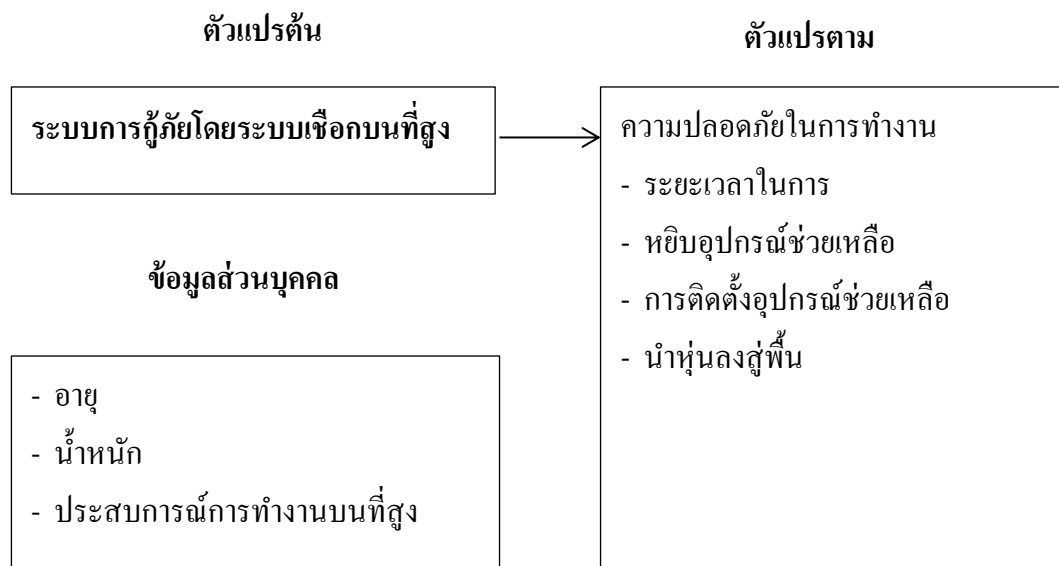 ตัวแปรต้น
ระบบการกู้ภัยโดยระบบเชือกบนที่สูง
ข้อมูลส่วนบุคคล
- อายุ
- น้ำหนัก
- ประสบการณ์การทำงานบนที่สูง
ตัวแปรตาม
ความปลอดภัยในการทำงาน
- ระยะเวลาในการ
- หยิบอุปกรณ์ช่วยเหลือ
- การติดตั้งอุปกรณ์ช่วยเหลือ
- นำหุ่นลงสู่พื้น